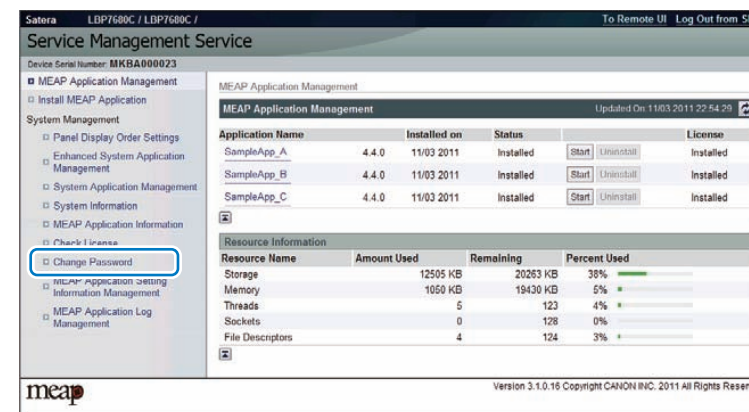 Satera LBP7680C / LBP7680C / To Remote UI Log Out from S
Service Management Service
Device Serial Number: MKBA000023
MEAP Application Management
Install MEAP Application
System Management
Panel Display Order Settings
Enhanced System Application
Management
System Application Management
System Information
MEAP Application Information
Check License
Change Password
MEAP Application Setting
Information Management
MEAP Application Log
Management
MEAP Application Management
MEAP Application Management Updated On:11/03 2011 22:54:29
Application Name Installed on Status License
SampleApp_A 4.4.0 11/03 2011 Installed Start Uninstall Installed
SampleApp_B 4.4.0 11/03 2011 Installed Start Uninstall Installed
SampleApp_C 4.4.0 11/03 2011 Installed Start Uninstall Installed
Resource Information
Resource Name Amount Used Remaining Percent Used
Storage 12505 KB 20263 KB 38%
Memory 1050 KB 19430 KB 5%
Threads 5 123 4%
Sockets 0 128 0%
File Descriptors 4 124 3%
meap
Version 3.1.0.16 Copyright CANON INC. 2011 All Rights Reser